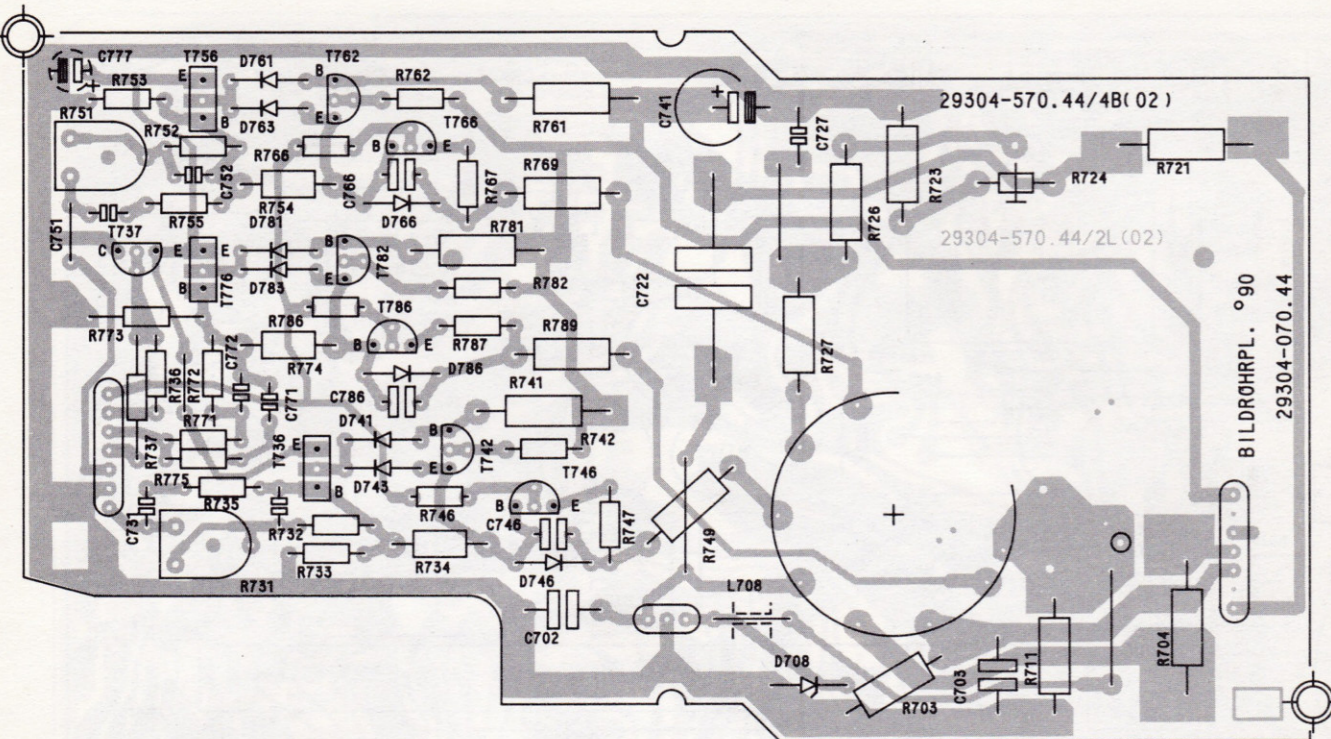 C777
T756
D761
T762
R753
E
B
R762
R751
+
D763
B
E
T766
R761
C741
+
29304-570.44/4B(02)
R752
R766
B
E
C727
R721
C752
R754
C766
R767
R769
R723
R724
R755
D781
D766
R781
R726
C751
T737
29304-570.44/2L(02)
C
E
E
E
B
T782
D783
E
R782
C722
B
T776
R773
R786
T786
R789
R787
B
E
R774
C772
R727
D786
R736
R772
C771
C786
R741
BILDRØHRPL. °90
29304-070.44
R771
D741
B
R742
R737
T736
E
T742
R775
D743
E
T746
R735
B
R746
B
E
C746
R747
C731
R732
R749
R733
R734
R731
D746
L708
C702
D708
R703
C703
R711
R704